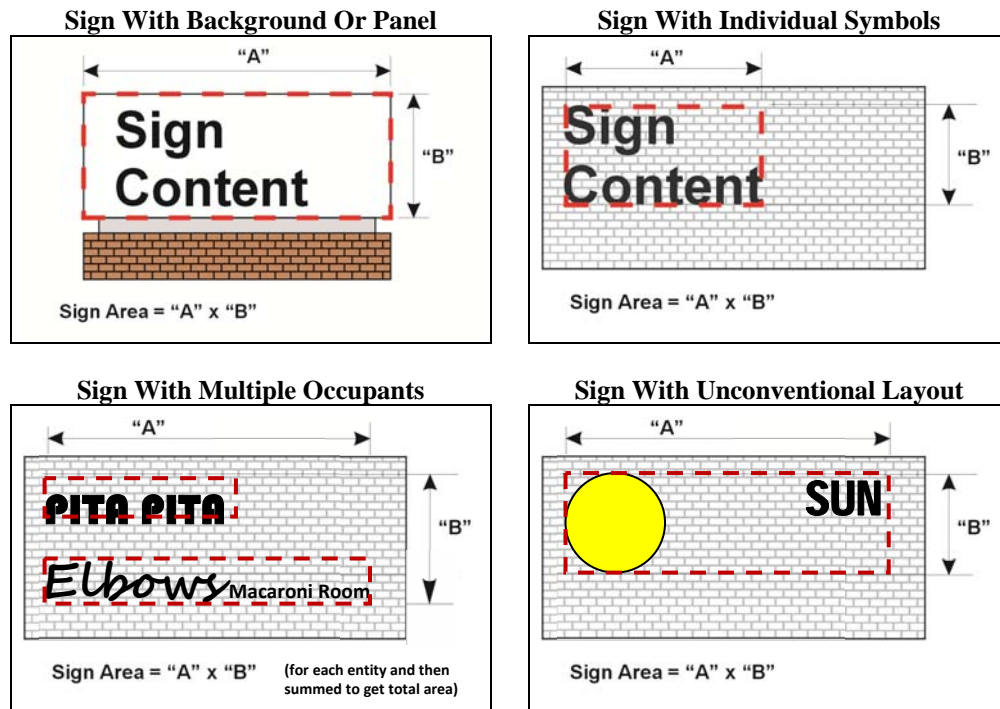 Sign With Background Or Panel
“A”
Sign
Content
“B”
Sign Area = “A” x “B”
Sign With Individual Symbols
“A”
Sign
Content
“B”
Sign Area = “A” x “B”
Sign With Multiple Occupants
“A”
PITA PITA
Elbows Macaroni Room
“B”
Sign Area = “A” x “B”
(for each entity and then
summed to get total area)
Sign With Unconventional Layout
“A”
SUN
“B”
Sign Area = “A” x “B”